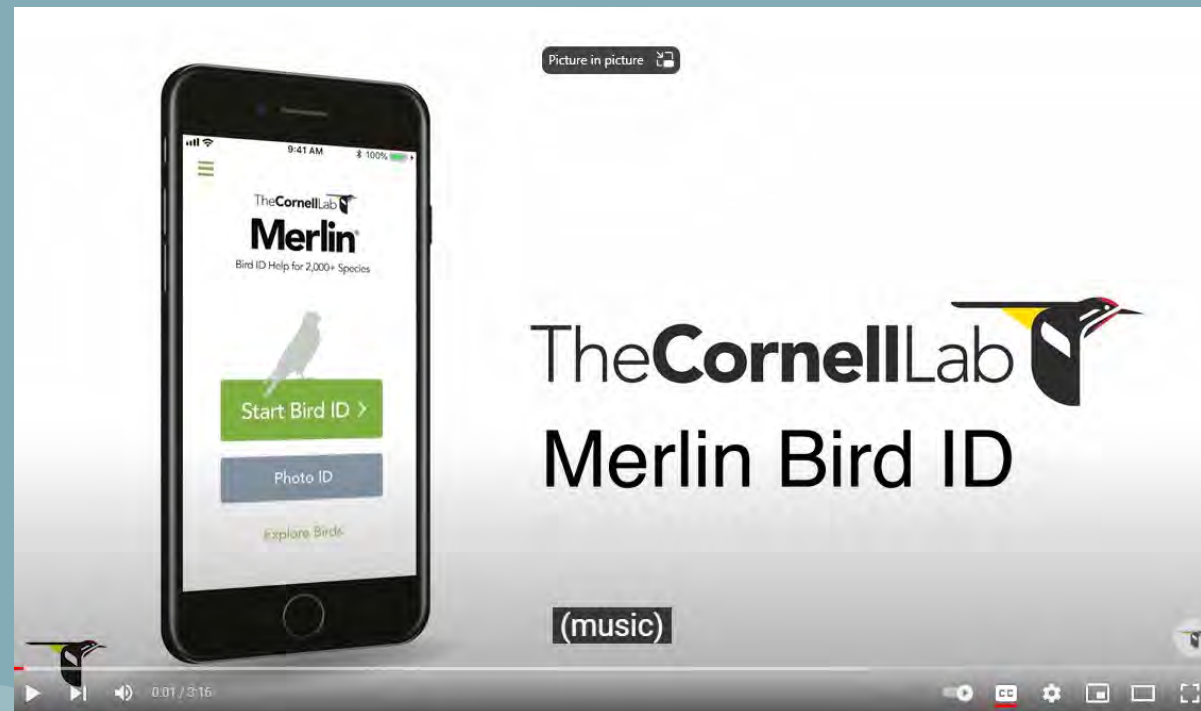 Picture in picture
9:41 AM
100%
TheCornellLab
Merlin®
Bird ID Help for 2,000+ Species
Start Bird ID >
Photo ID
Explore Birds
TheCornellLab
Merlin Bird ID
(music)
0:01 / 3:16
CC